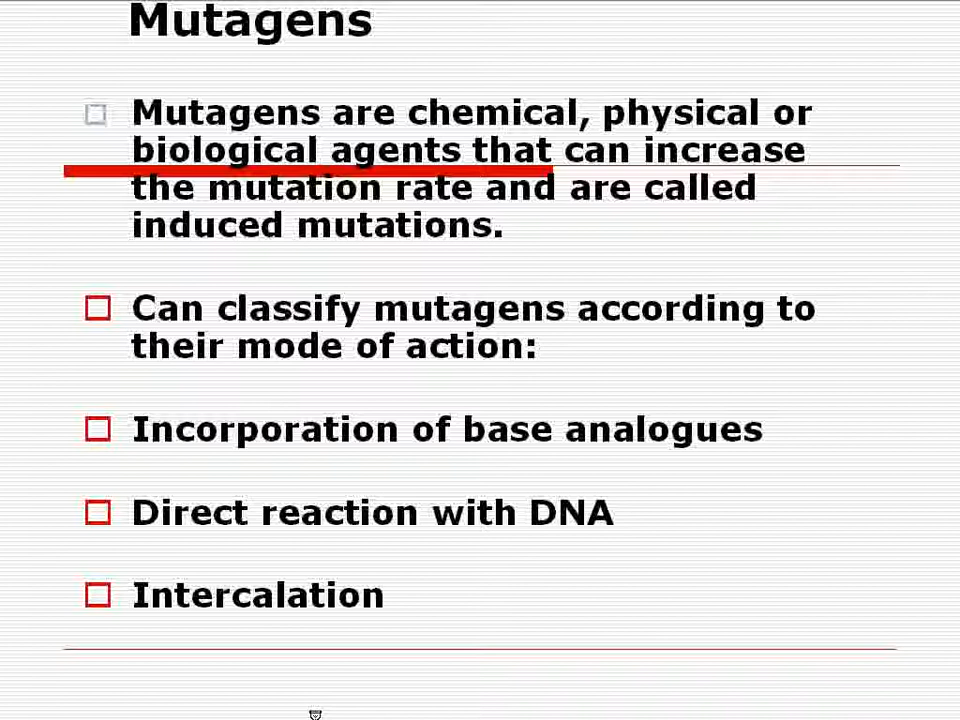 Mutagens
Mutagens are chemical, physical or
biological agents that can increase
the mutation rate and are called
induced mutations.
Can classify mutagens according to
their mode of action:
Incorporation of base analogues
Direct reaction with DNA
Intercalation